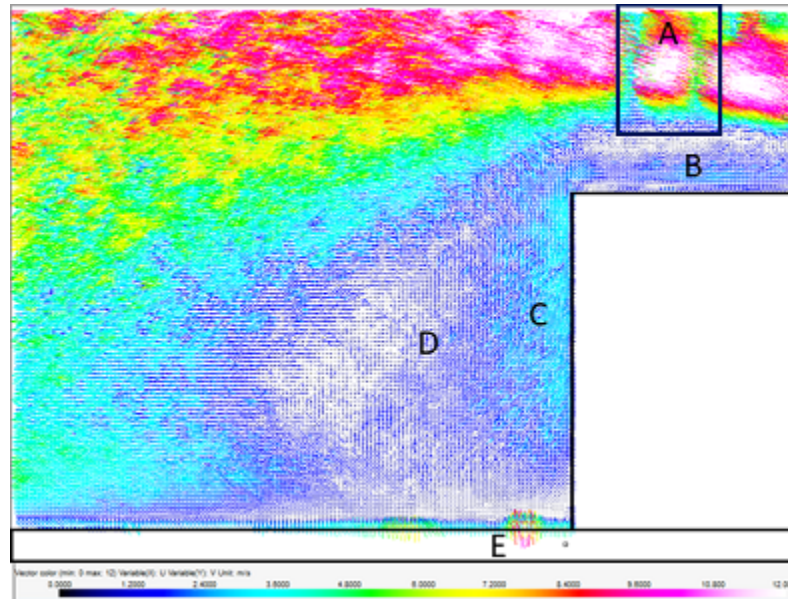 A
B
C
D
E
Vector color (min: 0 max: 12) Variable(X): U Variable(Y): V Unit: m/s
0.0000 1.2000 2.4000 3.6000 4.8000 6.0000 7.2000 8.4000 9.6000 10.800 12.0